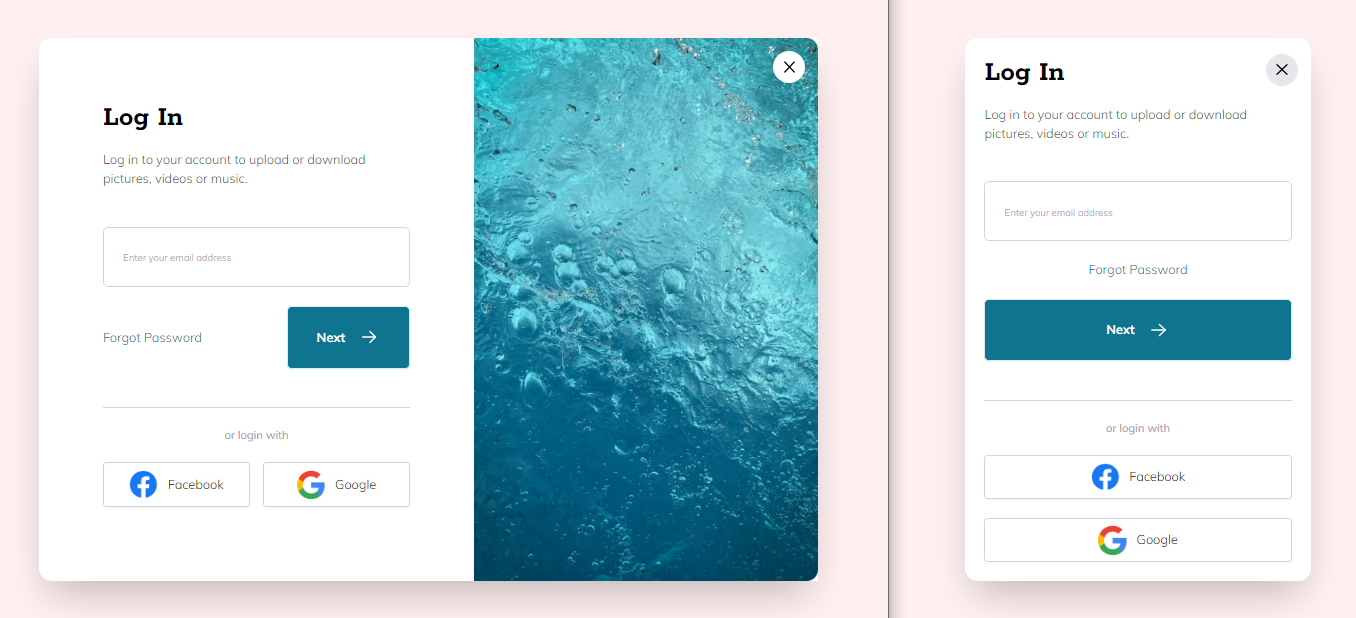 Log In
Log in to your account to upload or download
pictures, videos or music.
Enter your email address
Forgot Password
Next
or login with
Facebook
Google
Log In
Log in to your account to upload or download
pictures, videos or music.
Enter your email address
Forgot Password
Next
or login with
Facebook
Google